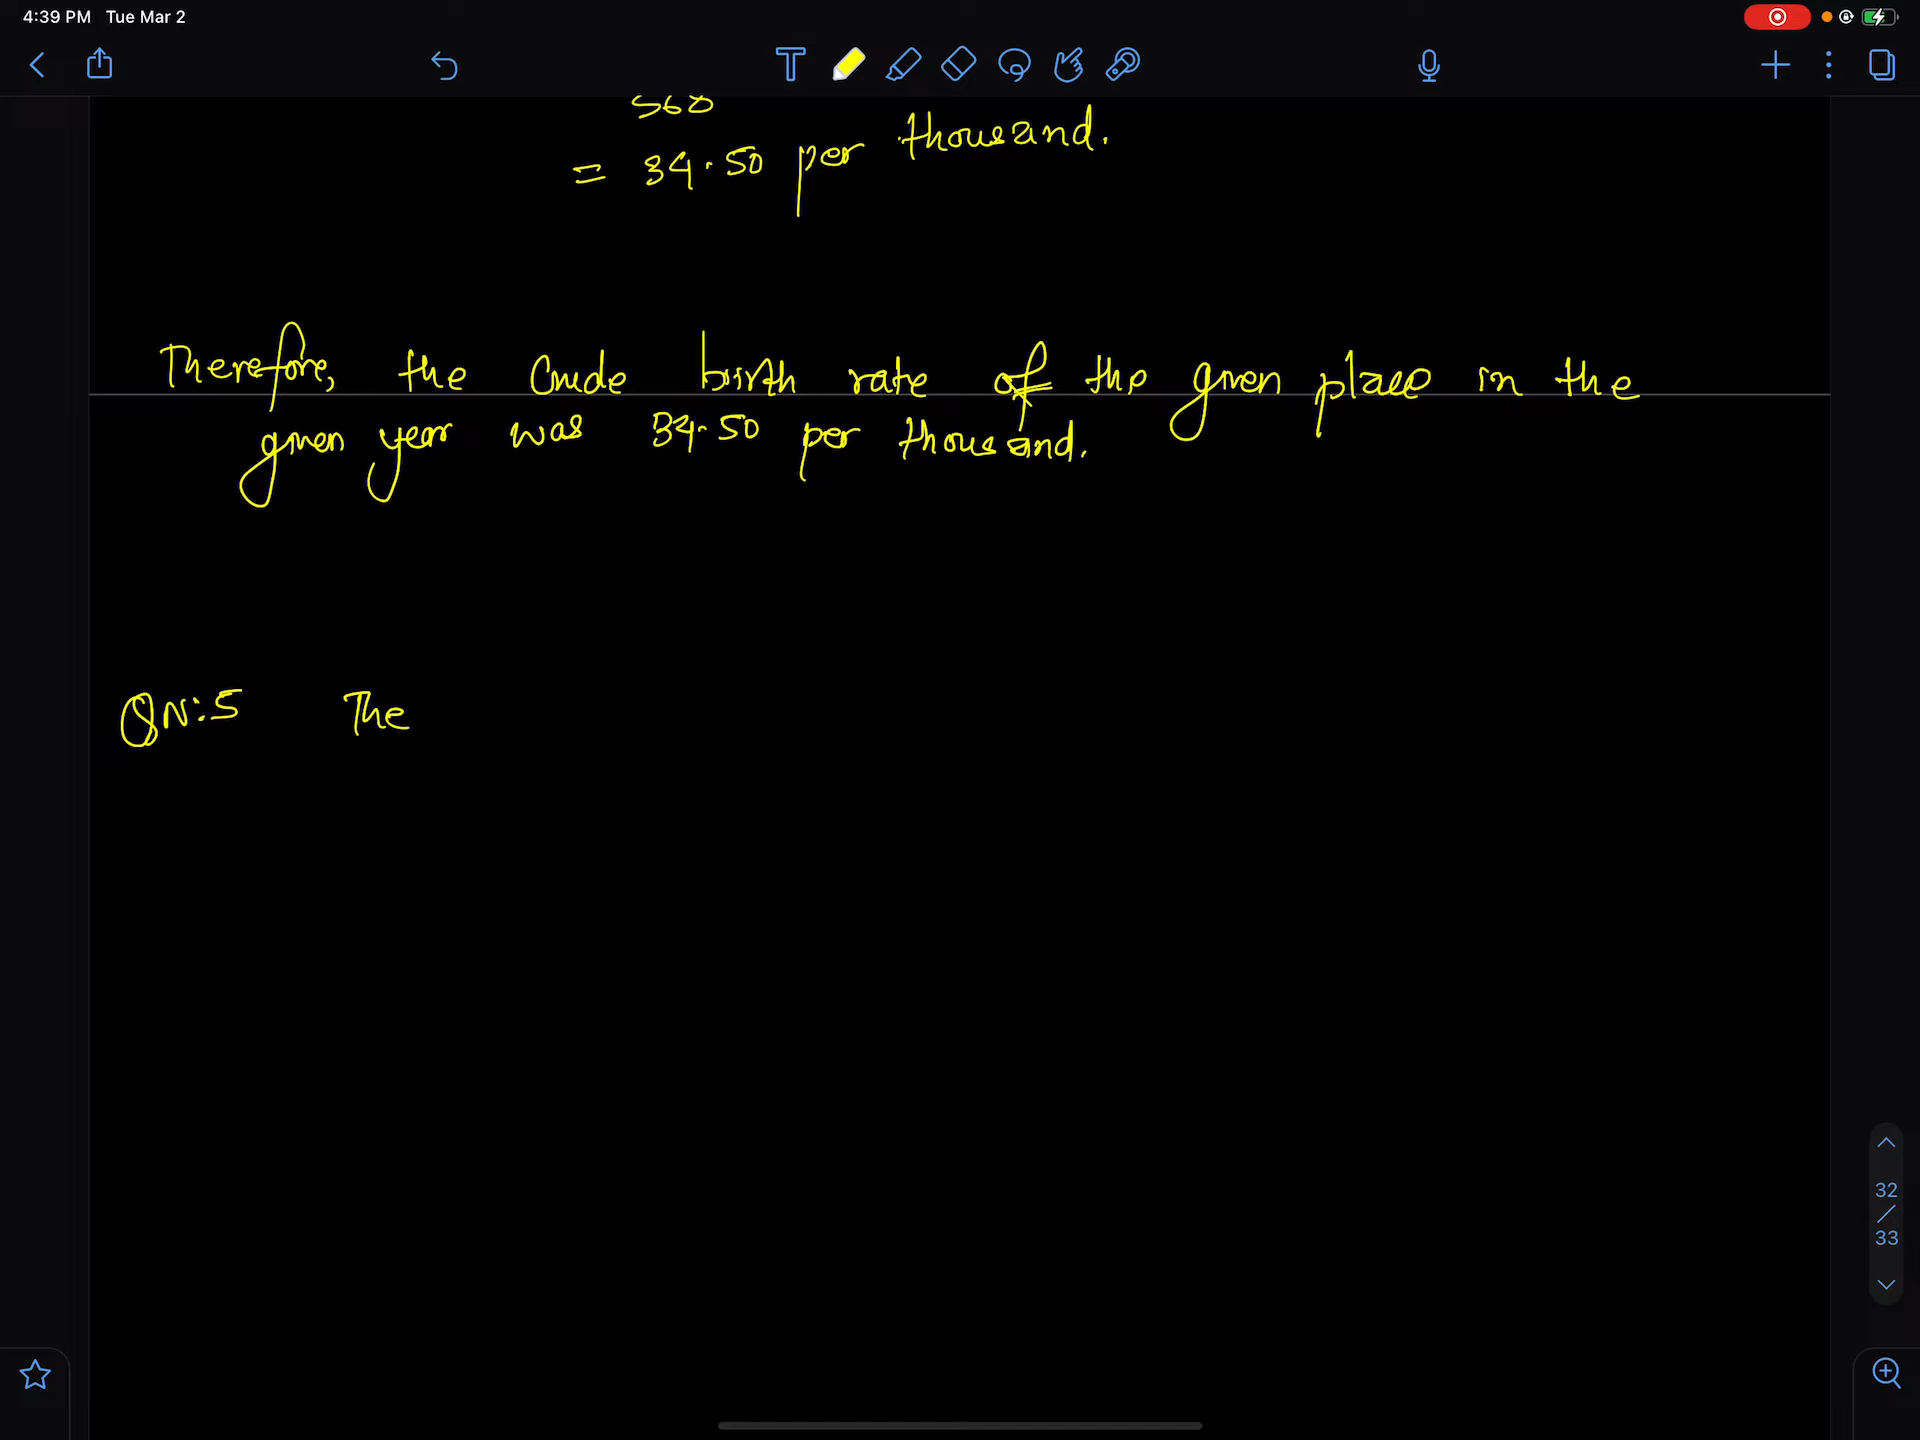 4:39 PM Tue Mar 2
= 34.50 per thousand.
Therefore, the Crude birth rate of the given place in the
given year was 34.50 per thousand.
QN:5 The
32
/
33